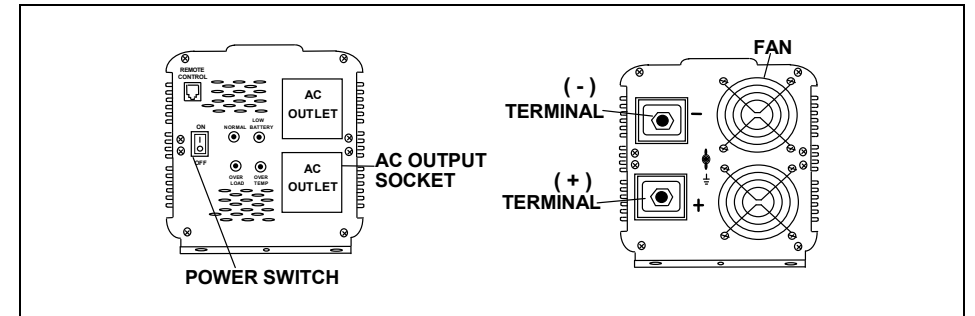 REMOTE
CONTROL
AC
OUTLET
ON
OFF
NORMAL
LOW
BATTERY
OVER
LOAD
OVER
TEMP
AC
OUTLET
AC OUTPUT
SOCKET
POWER SWITCH
FAN
( - )
TERMINAL
-
( + )
TERMINAL
+